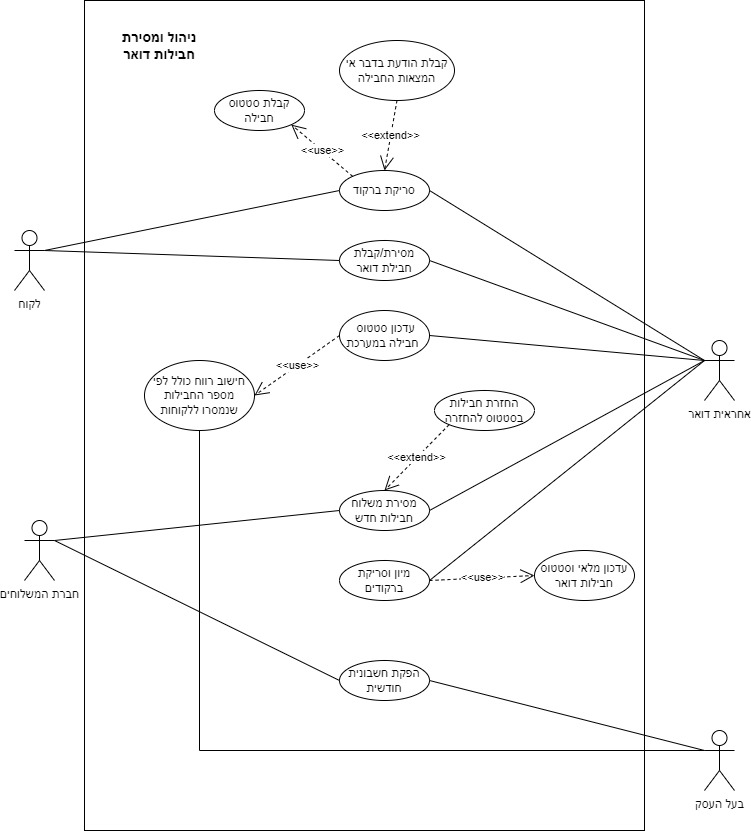 ניהול ומסירת
חבילות דואר
קבלת הודעת בדבר אי
המצאות החבילה
קבלת סטטוס
חבילה
<<extend>>
<<use>>
סריקת ברקוד
מסירת/קבלת
חבילת דואר
לקוח
עדכון סטטוס
חבילה במערכת
<<use>>
חישוב רווח כולל לפי
מספר החבילות
שנמסרו ללקוחות
אחראית דואר
החזרת חבילות
בסטטוס להחזרה
<<extend>>
מסירת משלוח
חבילות חדש
חברת המשלוחים
מיון וסריקת
ברקודים
<<use>>
עדכון מלאי וסטטוס
חבילות דואר
הפקת חשבונית
חודשית
בעל העסק